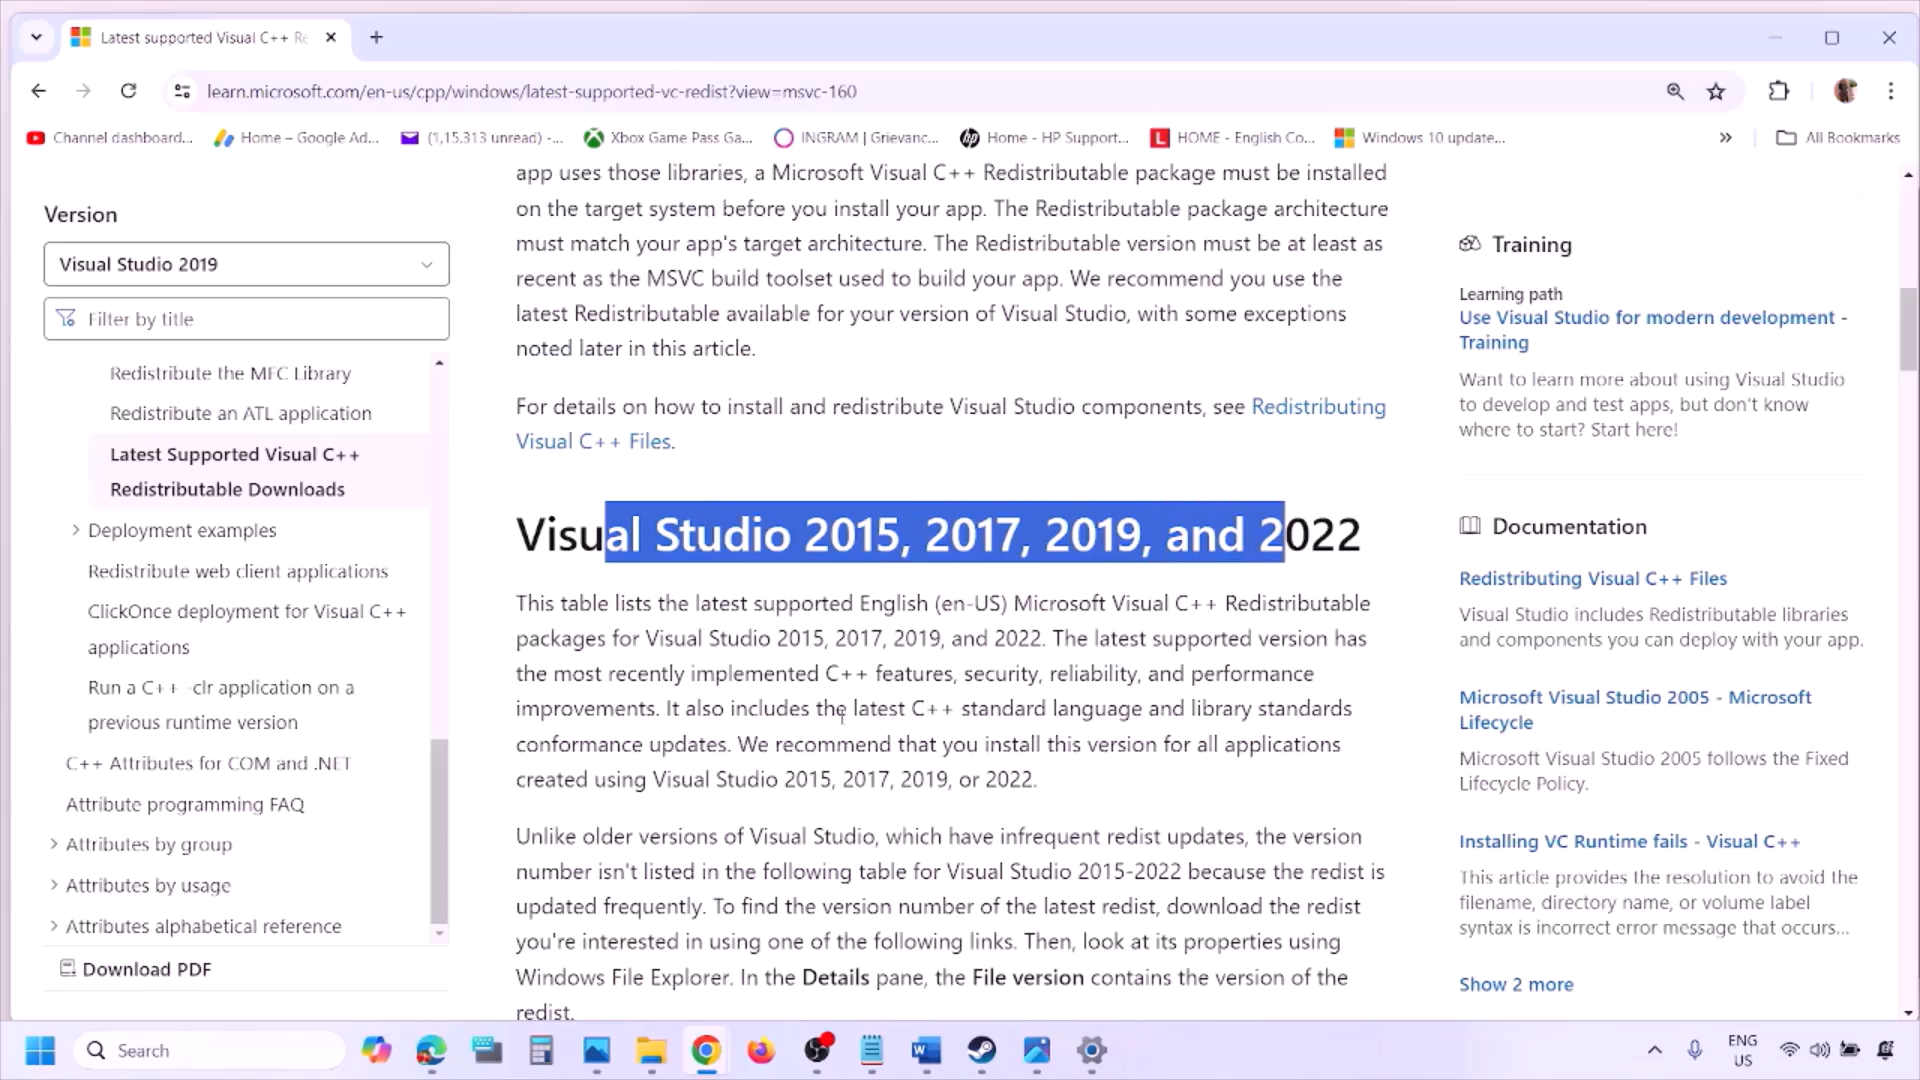 Latest supported Visual C++ Re
learn.microsoft.com/en-us/cpp/windows/latest-supported-vc-redist?view=msvc-160
Channel dashboard...
Home – Google Ad...
(1,15,313 unread) -...
Xbox Game Pass Ga...
INGRAM | Grievanc...
Home - HP Support...
HOME - English Co...
Windows 10 update...
All Bookmarks
Version
Visual Studio 2019
Filter by title
Redistribute the MFC Library
Redistribute an ATL application
Latest Supported Visual C++
Redistributable Downloads
Deployment examples
Redistribute web client applications
ClickOnce deployment for Visual C++
applications
Run a C++ -clr application on a
previous runtime version
C++ Attributes for COM and .NET
Attribute programming FAQ
Attributes by group
Attributes by usage
Attributes alphabetical reference
Download PDF
app uses those libraries, a Microsoft Visual C++ Redistributable package must be installed
on the target system before you install your app. The Redistributable package architecture
must match your app's target architecture. The Redistributable version must be at least as
recent as the MSVC build toolset used to build your app. We recommend you use the
latest Redistributable available for your version of Visual Studio, with some exceptions
noted later in this article.
For details on how to install and redistribute Visual Studio components, see Redistributing
Visual C++ Files.
Visual Studio 2015, 2017, 2019, and 2022
This table lists the latest supported English (en-US) Microsoft Visual C++ Redistributable
packages for Visual Studio 2015, 2017, 2019, and 2022. The latest supported version has
the most recently implemented C++ features, security, reliability, and performance
improvements. It also includes the latest C++ standard language and library standards
conformance updates. We recommend that you install this version for all applications
created using Visual Studio 2015, 2017, 2019, or 2022.
Unlike older versions of Visual Studio, which have infrequent redist updates, the version
number isn't listed in the following table for Visual Studio 2015-2022 because the redist is
updated frequently. To find the version number of the latest redist, download the redist
you're interested in using one of the following links. Then, look at its properties using
Windows File Explorer. In the Details pane, the File version contains the version of the
redist.
Training
Learning path
Use Visual Studio for modern development -
Training
Want to learn more about using Visual Studio
to develop and test apps, but don't know
where to start? Start here!
Documentation
Redistributing Visual C++ Files
Visual Studio includes Redistributable libraries
and components you can deploy with your app.
Microsoft Visual Studio 2005 - Microsoft
Lifecycle
Microsoft Visual Studio 2005 follows the Fixed
Lifecycle Policy.
Installing VC Runtime fails - Visual C++
This article provides the resolution to avoid the
filename, directory name, or volume label
syntax is incorrect error message that occurs...
Show 2 more
Search
ENG
US